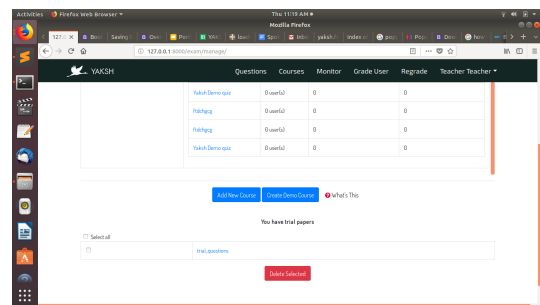 Activities Firefox Web Browser Thu 11:19 AM
Mozilla Firefox
127.0.0.1:8000/exam/manage/
YAKSH Questions Courses Monitor Grade User Regrade Teacher Teacher
Yaksh Demo quiz 0 user(s) 0 0
0 user(s) 0 0
0 user(s) 0 0
Yaksh Demo quiz 0 user(s) 0 0
Add New Course Create Demo Course What's This
You have trial papers
Select all
trial_questions
Delete Selected